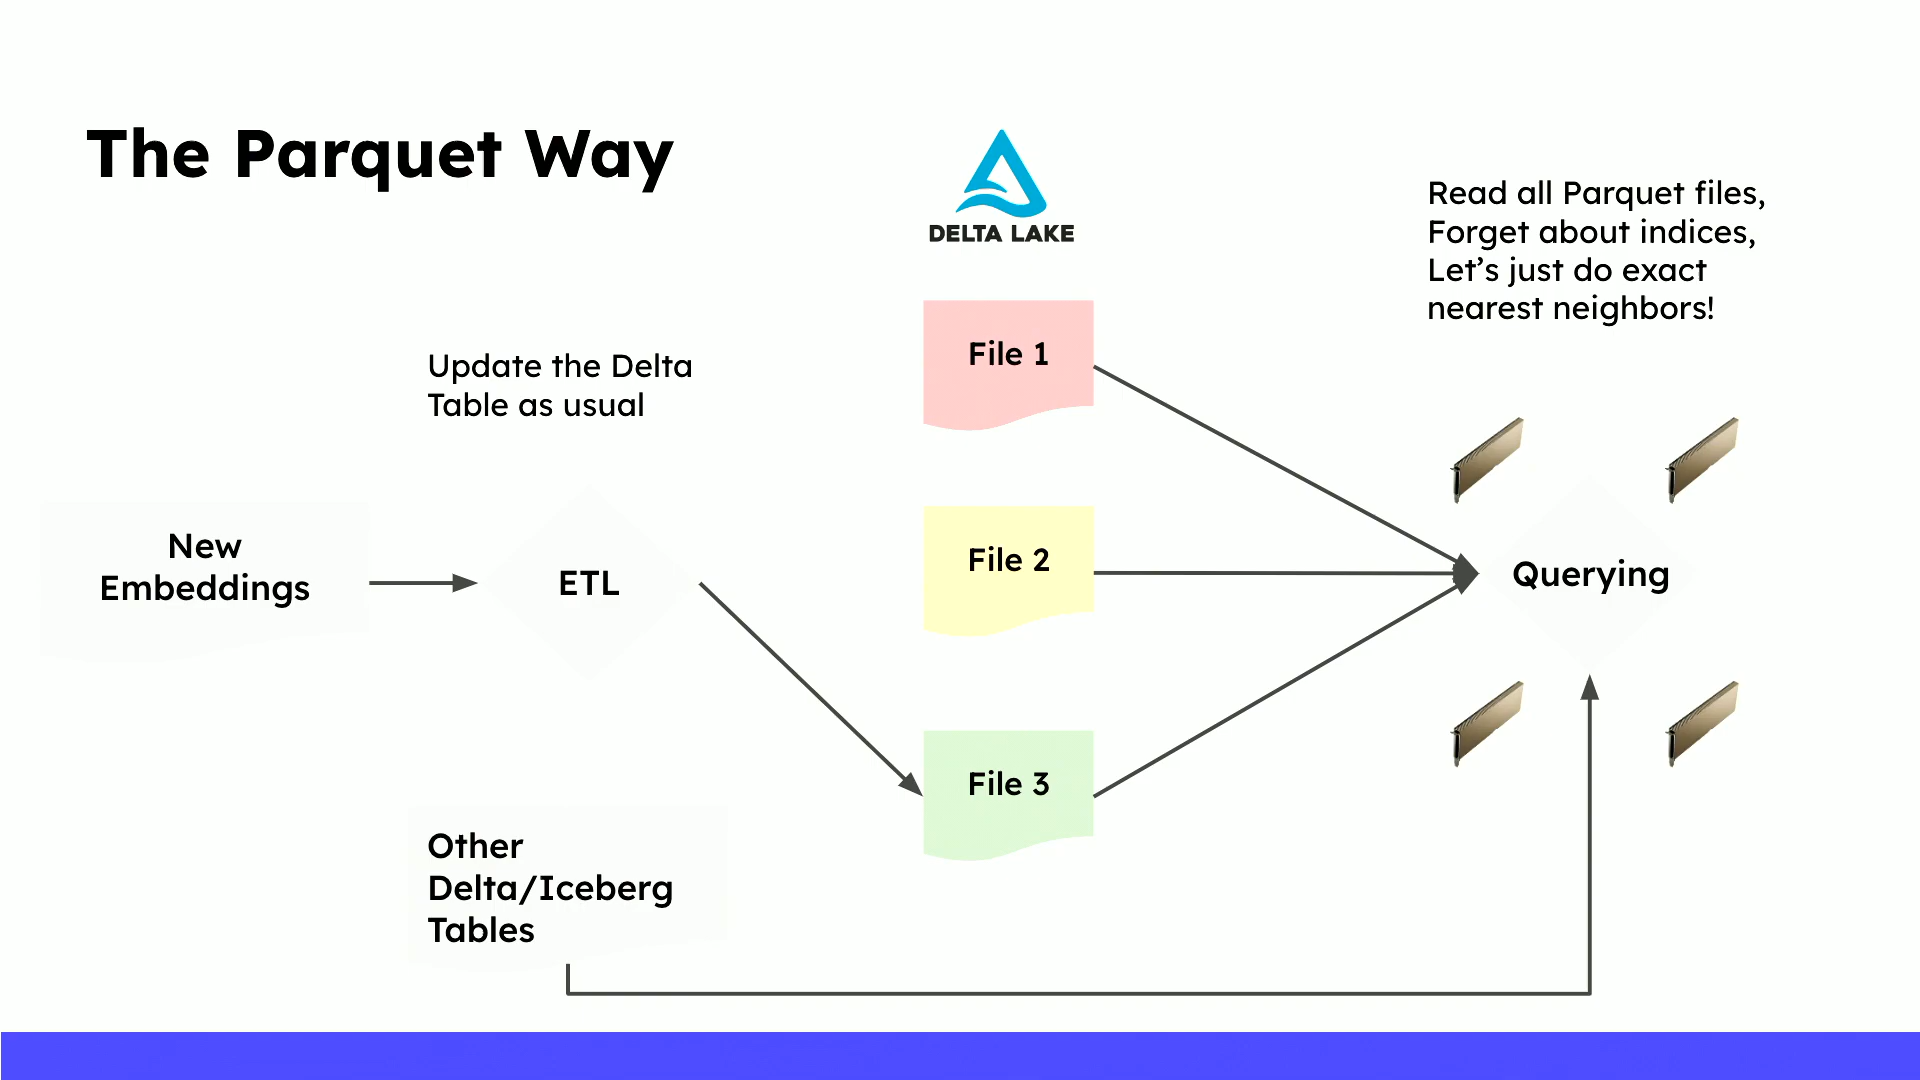 The Parquet Way
DELTA LAKE
Read all Parquet files,
Forget about indices,
Let's just do exact
nearest neighbors!
Update the Delta
Table as usual
File 1
File 2
File 3
New
Embeddings
ETL
Querying
Other
Delta/Iceberg
Tables